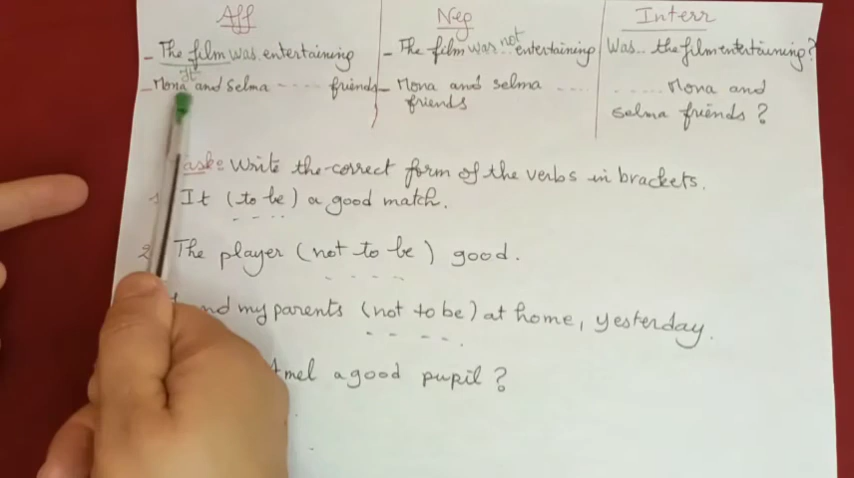 Aff
Neg
Interr
- The film was entertaining
- The film was not entertaining
Was.. the film entertaining?
It
- Mona and Selma .... friends
- Mona and selma ....
friends
..... Mona and
selma friends?
Task: Write the correct form of the verbs in brackets.
It (to be) a good match.
....
2 The player (not to be) good.
....
and my parents (not to be) at home, yesterday.
....
Amel a good pupil?